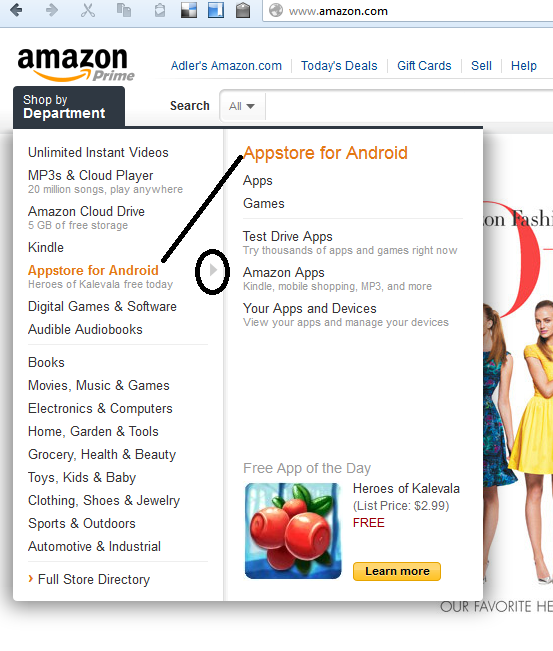 www.amazon.com
amazon
Prime
Adler's Amazon.com Today's Deals Gift Cards Sell Help
Shop by
Department
Search All
Unlimited Instant Videos
MP3s & Cloud Player
20 million songs, play anywhere
Amazon Cloud Drive
5 GB of free storage
Kindle
Appstore for Android
Heroes of Kalevala free today
Digital Games & Software
Audible Audiobooks
Books
Movies, Music & Games
Electronics & Computers
Home, Garden & Tools
Grocery, Health & Beauty
Toys, Kids & Baby
Clothing, Shoes & Jewelry
Sports & Outdoors
Automotive & Industrial
› Full Store Directory
Appstore for Android
Apps
Games
Test Drive Apps
Try thousands of apps and games right now
Amazon Apps
Kindle, mobile shopping, MP3, and more
Your Apps and Devices
View your apps and manage your devices
Free App of the Day
Heroes of Kalevala
(List Price: $2.99)
FREE
Learn more
OUR FAVORITE HE